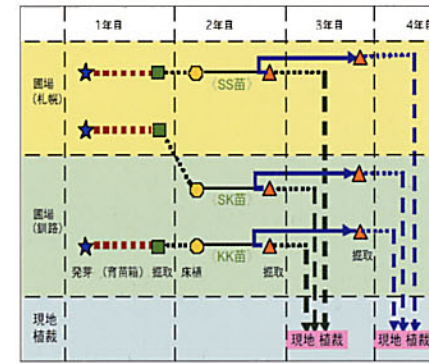 1年目 2年目 3年目 4年目
圃場
(札幌)
〈SS苗〉
圃場
(釧路)
〈SK苗〉
〈KK苗〉
発芽 (育苗箱) 掘取 床植 掘取 掘取
現地
植栽
現地 植栽 現地 植栽